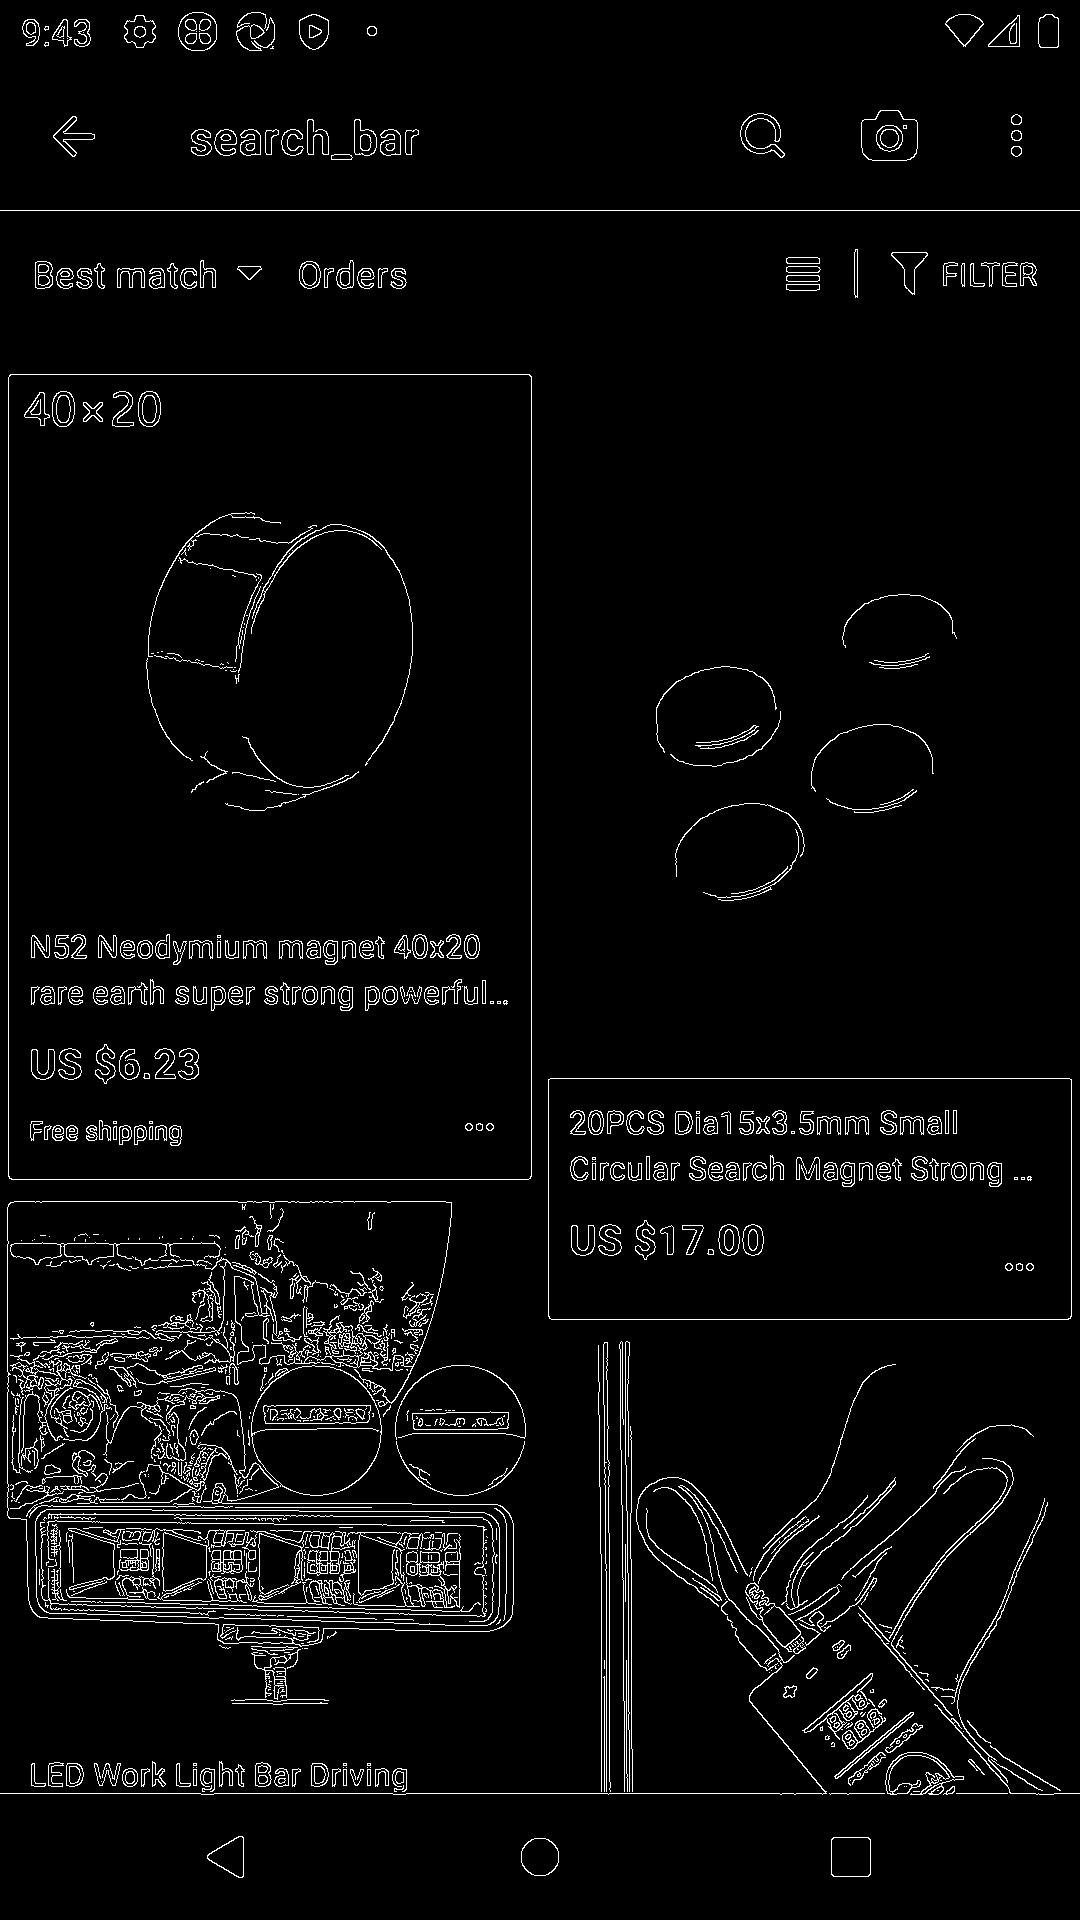 9:43
search_bar
Best match Orders FILTER
40×20
N52 Neodymium magnet 40x20
rare earth super strong powerful...
US $6.23
Free shipping
20PCS Dia15x3.5mm Small
Circular Search Magnet Strong ...
US $17.00
LED Work Light Bar Driving